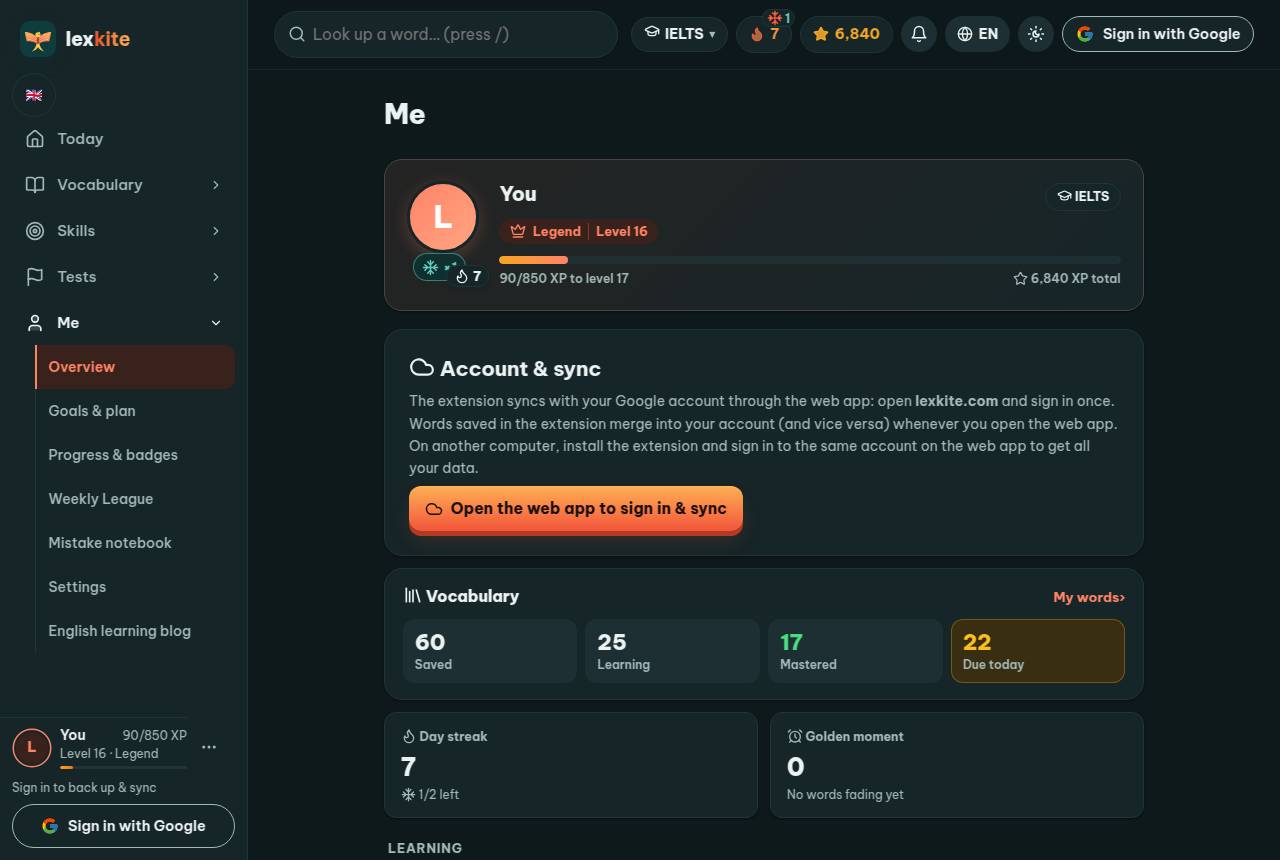 lexkite
Look up a word... (press /)
IELTS ▾
7
1
6,840
EN
Sign in with Google
Today
Vocabulary
Skills
Tests
Me
Overview
Goals & plan
Progress & badges
Weekly League
Mistake notebook
Settings
English learning blog
L
You
90/850 XP
Level 16 · Legend
Sign in to back up & sync
Sign in with Google
Me
L
7
You
IELTS
Legend
Level 16
90/850 XP to level 17
6,840 XP total
Account & sync
The extension syncs with your Google account through the web app: open lexkite.com and sign in once.
Words saved in the extension merge into your account (and vice versa) whenever you open the web app.
On another computer, install the extension and sign in to the same account on the web app to get all
your data.
Open the web app to sign in & sync
Vocabulary
My words›
60
Saved
25
Learning
17
Mastered
22
Due today
Day streak
7
1/2 left
Golden moment
0
No words fading yet
LEARNING